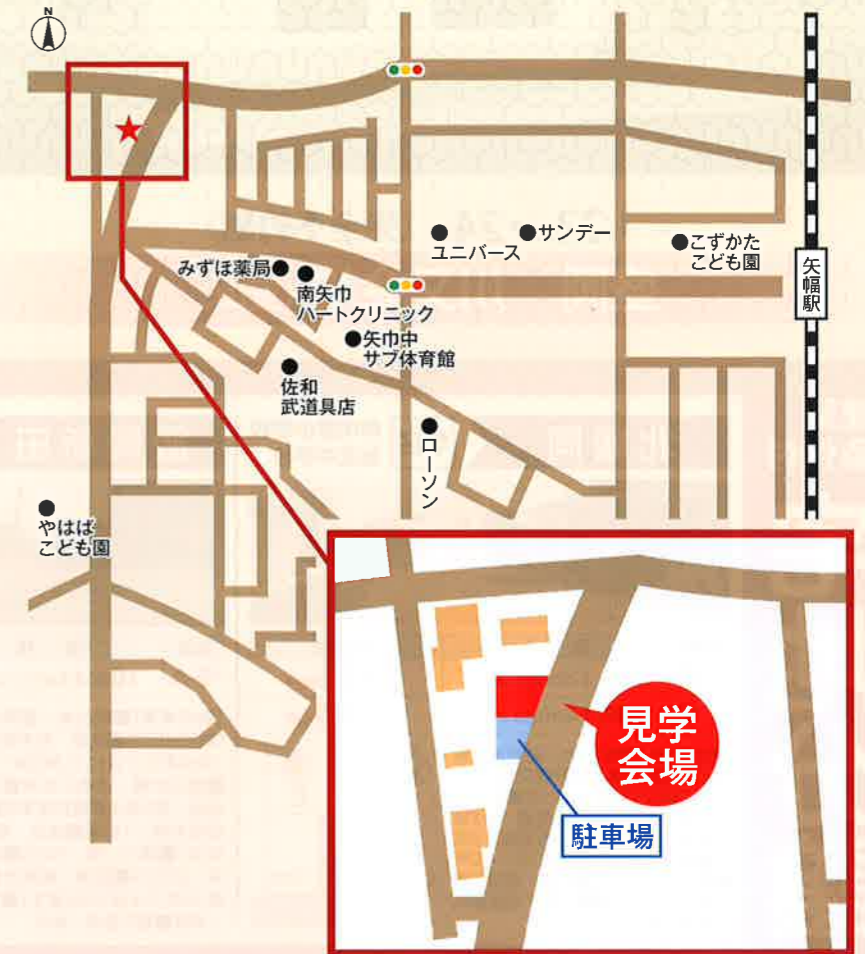 N
ユニバース
サンデー
こずかた
こども園
矢幅駅
みずほ薬局
南矢巾
ハートクリニック
矢巾中
サブ体育館
佐和
武道具店
ローソン
やはば
こども園
見学
会場
駐車場